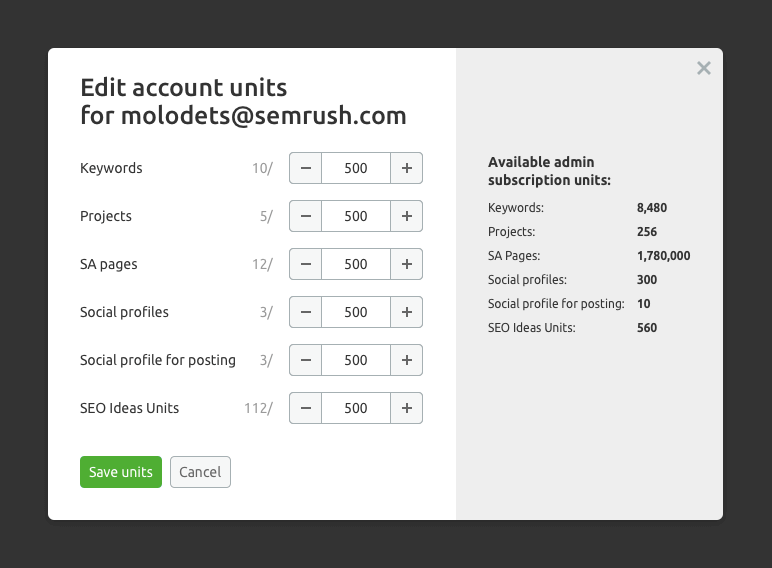 Edit account units
for molodets@semrush.com
Keywords 10/ − 500 +
Projects 5/ − 500 +
SA pages 12/ − 500 +
Social profiles 3/ − 500 +
Social profile for posting 3/ − 500 +
SEO Ideas Units 112/ − 500 +
Save units Cancel
Available admin
subscription units:
Keywords: 8,480
Projects: 256
SA Pages: 1,780,000
Social profiles: 300
Social profile for posting: 10
SEO Ideas Units: 560